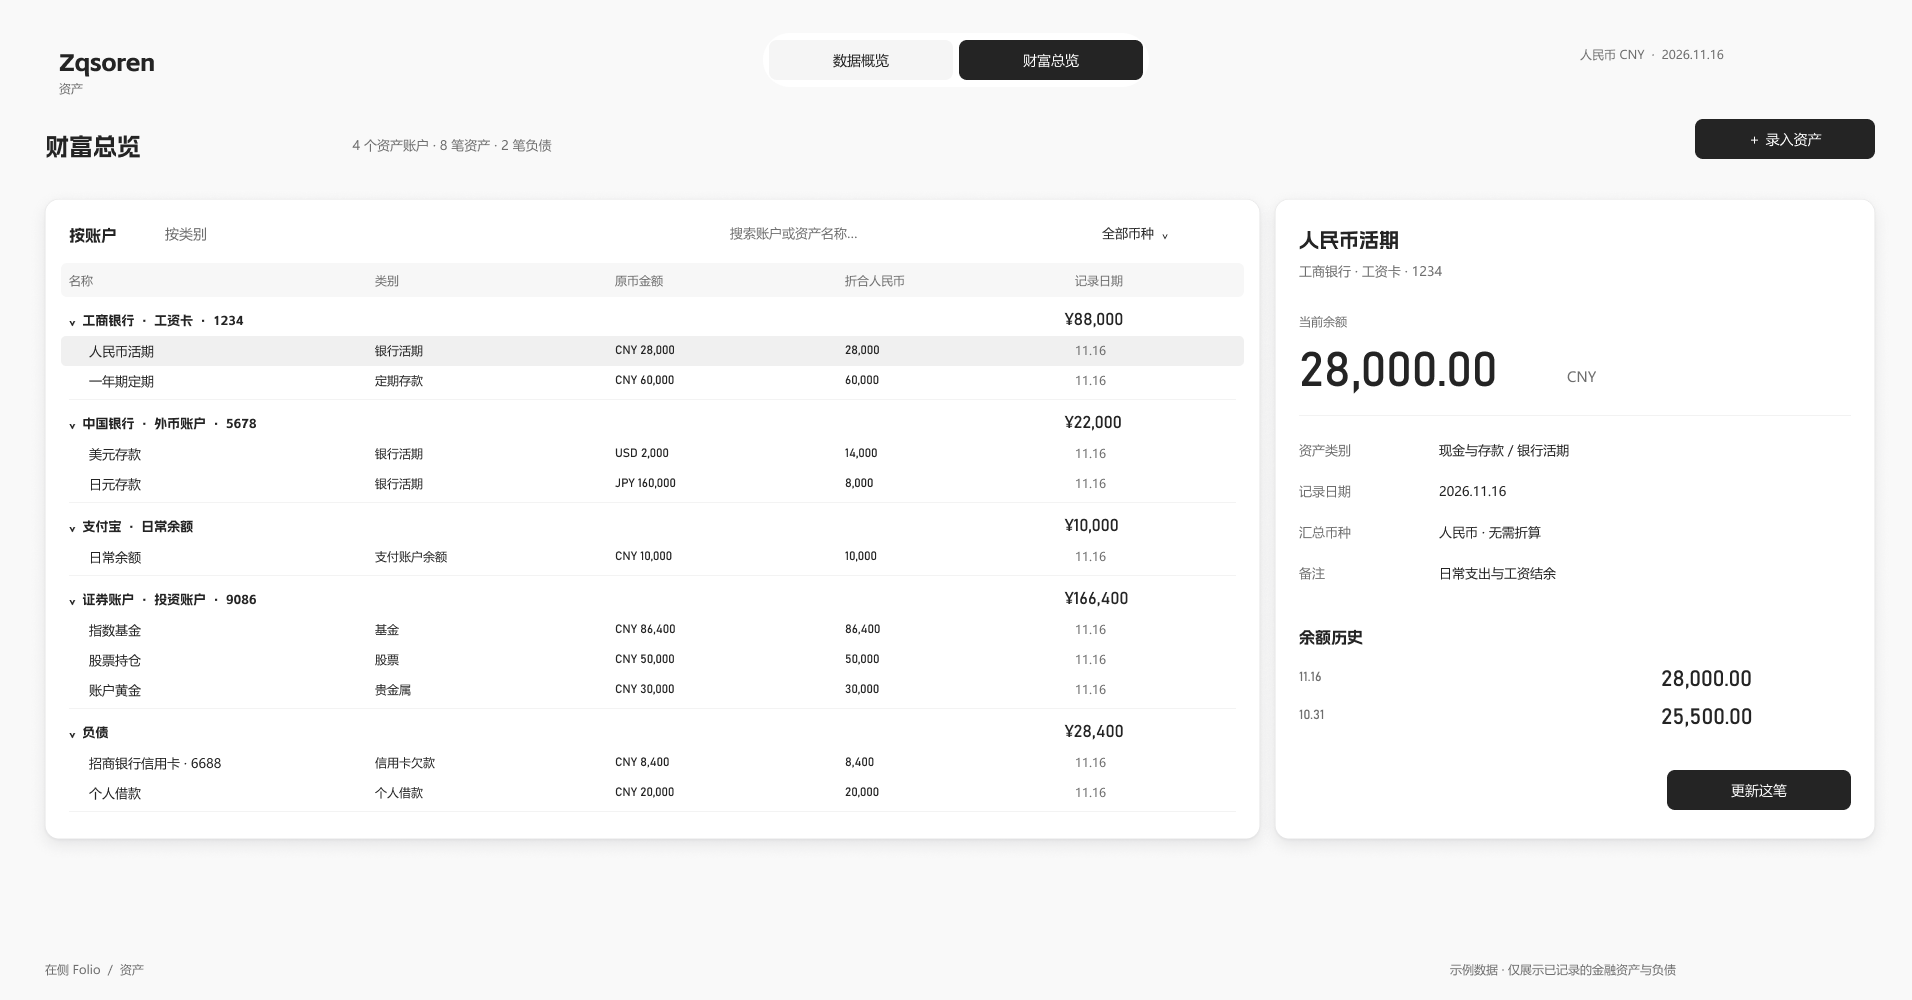 Zqsoren
资产
数据概览 财富总览
人民币 CNY · 2026.11.16
财富总览 4 个资产账户 · 8 笔资产 · 2 笔负债
+ 录入资产
按账户 按类别 搜索账户或资产名称... 全部币种 ˅
名称 类别 原币金额 折合人民币 记录日期
˅ 工商银行 · 工资卡 · 1234 ¥88,000
人民币活期 银行活期 CNY 28,000 28,000 11.16
一年期定期 定期存款 CNY 60,000 60,000 11.16
˅ 中国银行 · 外币账户 · 5678 ¥22,000
美元存款 银行活期 USD 2,000 14,000 11.16
日元存款 银行活期 JPY 160,000 8,000 11.16
˅ 支付宝 · 日常余额 ¥10,000
日常余额 支付账户余额 CNY 10,000 10,000 11.16
˅ 证券账户 · 投资账户 · 9086 ¥166,400
指数基金 基金 CNY 86,400 86,400 11.16
股票持仓 股票 CNY 50,000 50,000 11.16
账户黄金 贵金属 CNY 30,000 30,000 11.16
˅ 负债 ¥28,400
招商银行信用卡 · 6688 信用卡欠款 CNY 8,400 8,400 11.16
个人借款 个人借款 CNY 20,000 20,000 11.16
人民币活期
工商银行 · 工资卡 · 1234
当前余额
28,000.00 CNY
资产类别 现金与存款 / 银行活期
记录日期 2026.11.16
汇总币种 人民币 · 无需折算
备注 日常支出与工资结余
余额历史
11.16 28,000.00
10.31 25,500.00
更新这笔
在侧 Folio / 资产
示例数据 · 仅展示已记录的金融资产与负债